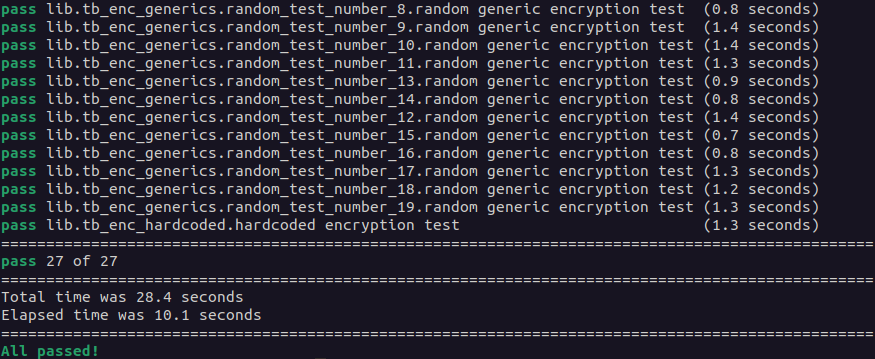 pass lib.tb_enc_generics.random_test_number_8.random generic encryption test  (0.8 seconds)
pass lib.tb_enc_generics.random_test_number_9.random generic encryption test  (1.4 seconds)
pass lib.tb_enc_generics.random_test_number_10.random generic encryption test (1.4 seconds)
pass lib.tb_enc_generics.random_test_number_11.random generic encryption test (1.3 seconds)
pass lib.tb_enc_generics.random_test_number_13.random generic encryption test (0.9 seconds)
pass lib.tb_enc_generics.random_test_number_14.random generic encryption test (0.8 seconds)
pass lib.tb_enc_generics.random_test_number_12.random generic encryption test (1.4 seconds)
pass lib.tb_enc_generics.random_test_number_15.random generic encryption test (0.7 seconds)
pass lib.tb_enc_generics.random_test_number_16.random generic encryption test (0.8 seconds)
pass lib.tb_enc_generics.random_test_number_17.random generic encryption test (1.3 seconds)
pass lib.tb_enc_generics.random_test_number_18.random generic encryption test (1.2 seconds)
pass lib.tb_enc_generics.random_test_number_19.random generic encryption test (1.3 seconds)
pass lib.tb_enc_hardcoded.hardcoded encryption test                           (1.3 seconds)
=================================================================================================
pass 27 of 27
=================================================================================================
Total time was 28.4 seconds
Elapsed time was 10.1 seconds
=================================================================================================
All passed!